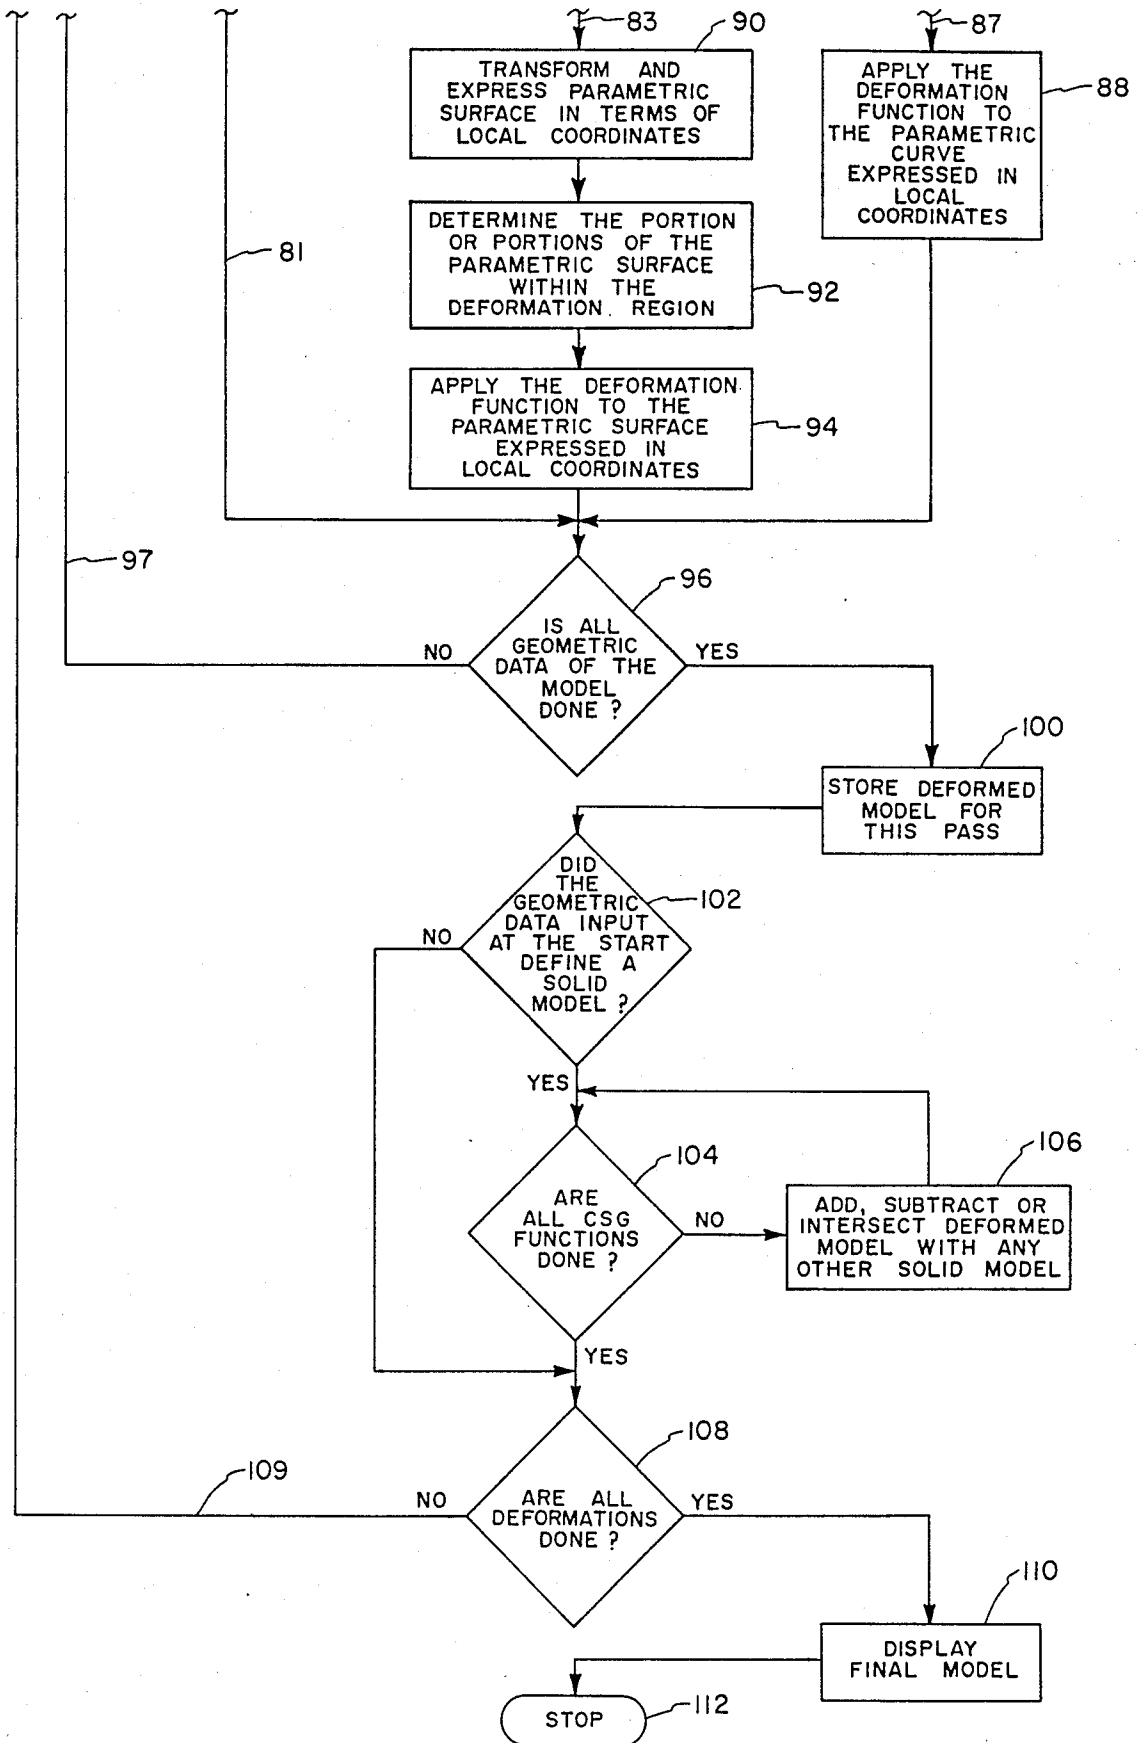 83
90
TRANSFORM AND
EXPRESS PARAMETRIC
SURFACE IN TERMS OF
LOCAL COORDINATES
87
APPLY THE
DEFORMATION
FUNCTION TO
THE PARAMETRIC
CURVE
EXPRESSED IN
LOCAL
COORDINATES
88
81
DETERMINE THE PORTION
OR PORTIONS OF THE
PARAMETRIC SURFACE
WITHIN THE
DEFORMATION REGION
92
APPLY THE DEFORMATION
FUNCTION TO THE
PARAMETRIC SURFACE
EXPRESSED IN
LOCAL COORDINATES
94
97
96
IS ALL
GEOMETRIC
DATA OF THE
MODEL
DONE ?
NO
YES
100
STORE DEFORMED
MODEL FOR
THIS PASS
DID
THE
GEOMETRIC
DATA INPUT
AT THE START
DEFINE A
SOLID
MODEL ?
102
NO
YES
104
ARE
ALL CSG
FUNCTIONS
DONE ?
NO
106
ADD, SUBTRACT OR
INTERSECT DEFORMED
MODEL WITH ANY
OTHER SOLID MODEL
YES
108
109
NO
ARE ALL
DEFORMATIONS
DONE ?
YES
110
DISPLAY
FINAL MODEL
STOP
112